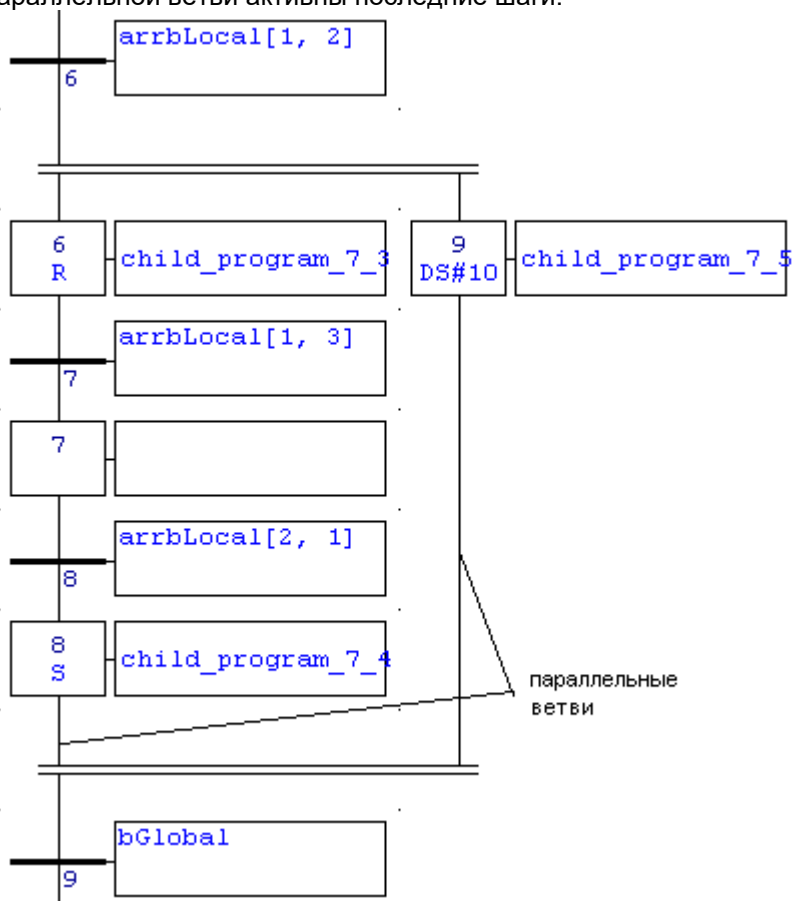 араллельной ветви активны последние шаги.
arrbLocal[1, 2]
6
6
R
child_program_7_3
9
DS#10
child_program_7_5
arrbLocal[1, 3]
7
7
arrbLocal[2, 1]
8
8
S
child_program_7_4
параллельные
ветви
bGlobal
9